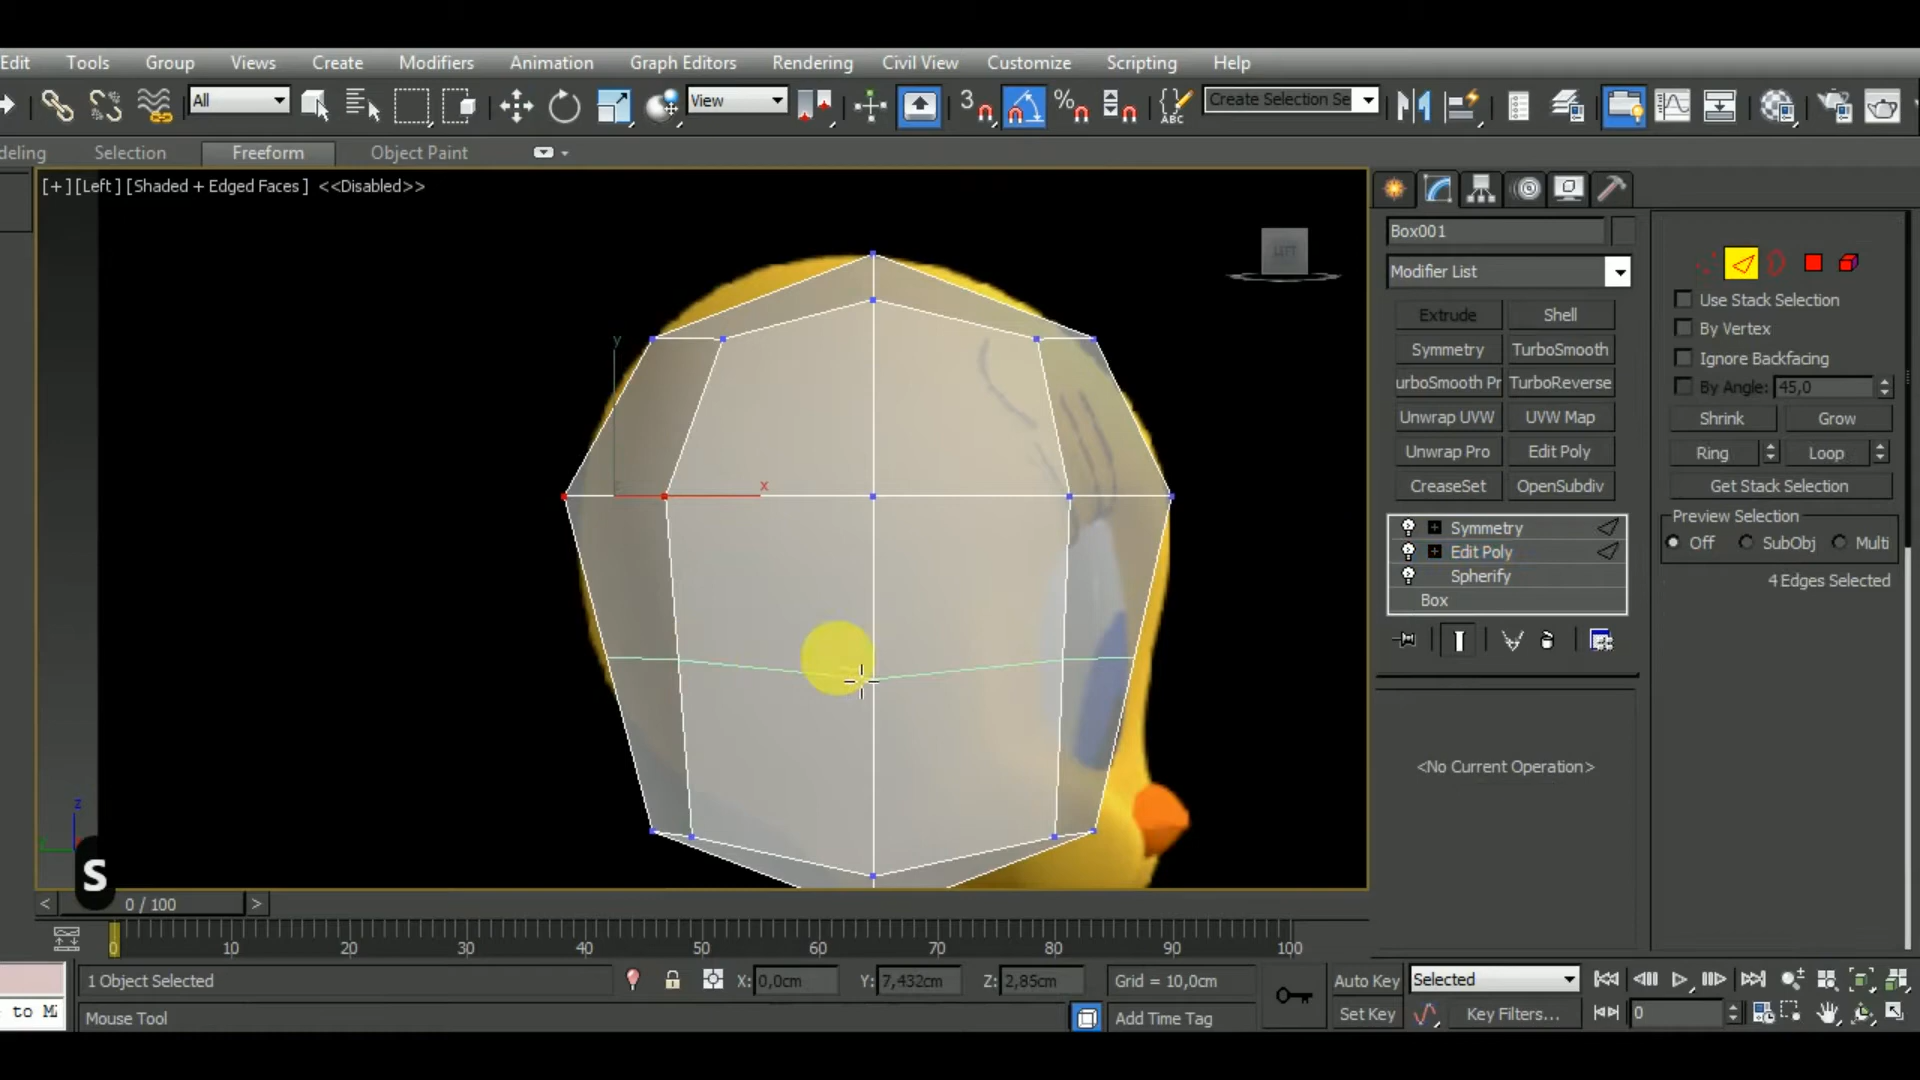 Edit Tools Group Views Create Modifiers Animation Graph Editors Rendering Civil View Customize Scripting Help
All View 3 % ABC Create Selection Se
deling Selection Freeform Object Paint
[+][Left][Shaded + Edged Faces] <<Disabled>>
LEFT
y
x
z
S
Box001
Modifier List
Extrude Shell
Symmetry TurboSmooth
urboSmooth Pr TurboReverse
Unwrap UVW UVW Map
Unwrap Pro Edit Poly
CreaseSet OpenSubdiv
Symmetry
Edit Poly
Spherify
Box
<No Current Operation>
Use Stack Selection
By Vertex
Ignore Backfacing
By Angle: 45,0
Shrink Grow
Ring Loop
Get Stack Selection
Preview Selection
Off SubObj Multi
4 Edges Selected
< 0 / 100 >
0 10 20 30 40 50 60 70 80 90 100
1 Object Selected X: 0,0cm Y: 7,432cm Z: 2,85cm Grid = 10,0cm Auto Key Selected
to Mi Mouse Tool Add Time Tag Set Key Key Filters... 0